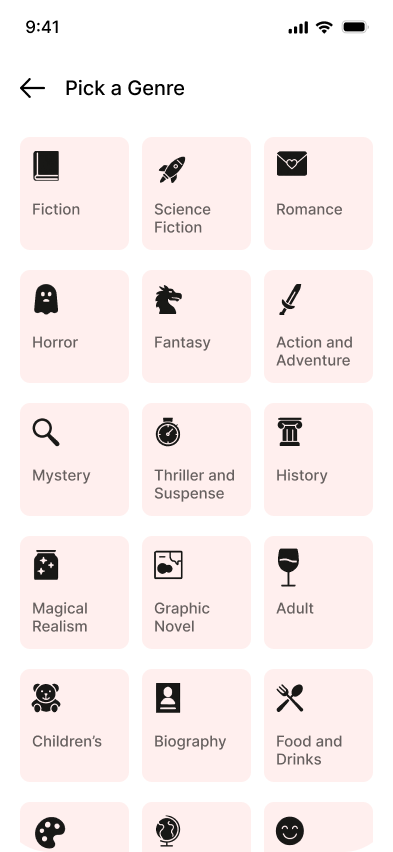 9:41
Pick a Genre
Fiction
Science
Fiction
Romance
Horror
Fantasy
Action and
Adventure
Mystery
Thriller and
Suspense
History
Magical
Realism
Graphic
Novel
Adult
Children’s
Biography
Food and
Drinks